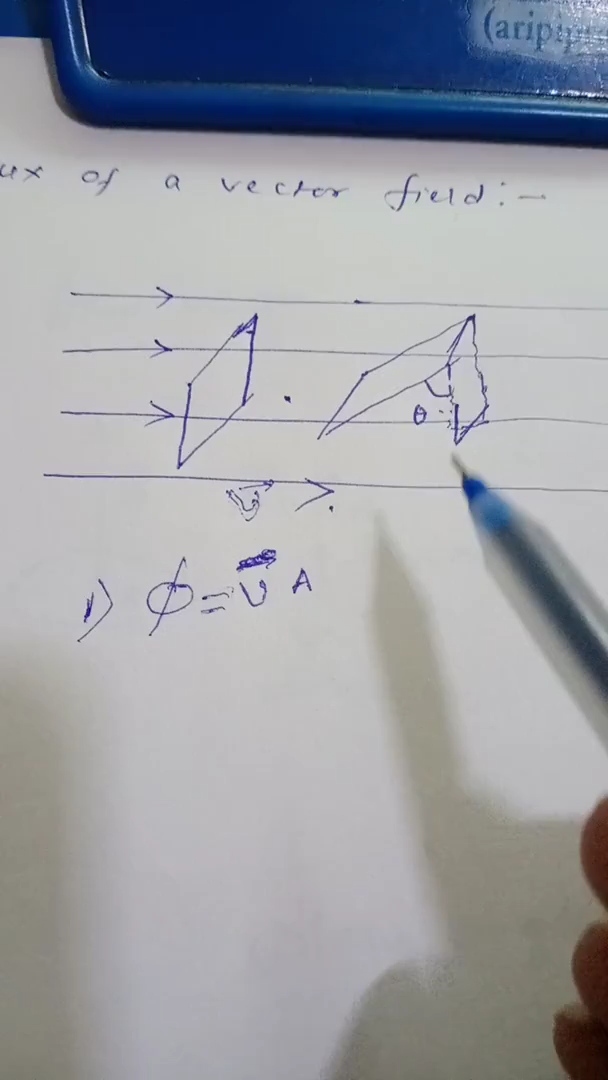 of a vector field:-
θ
v⃗
1) ϕ = v A